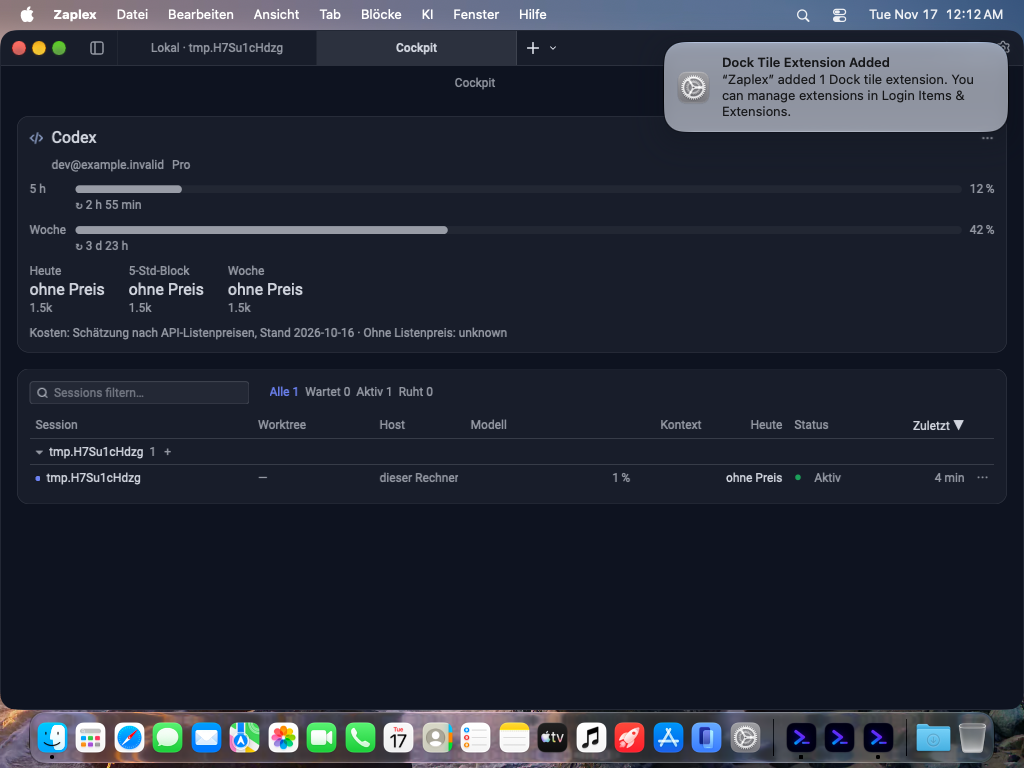 Zaplex Datei Bearbeiten Ansicht Tab Blöcke KI Fenster Hilfe Tue Nov 17 12:12 AM
Lokal · tmp.H7Su1cHdzg Cockpit
Cockpit
Dock Tile Extension Added
“Zaplex” added 1 Dock tile extension. You
can manage extensions in Login Items &
Extensions.
Codex
dev@example.invalid Pro
5 h 12 %
↻ 2 h 55 min
Woche 42 %
↻ 3 d 23 h
Heute 5-Std-Block Woche
ohne Preis ohne Preis ohne Preis
1.5k 1.5k 1.5k
Kosten: Schätzung nach API-Listenpreisen, Stand 2026-10-16 · Ohne Listenpreis: unknown
Sessions filtern... Alle 1 Wartet 0 Aktiv 1 Ruht 0
Session Worktree Host Modell Kontext Heute Status Zuletzt ▼
tmp.H7Su1cHdzg 1 +
tmp.H7Su1cHdzg — dieser Rechner 1 % ohne Preis Aktiv 4 min
TUE
17
tv